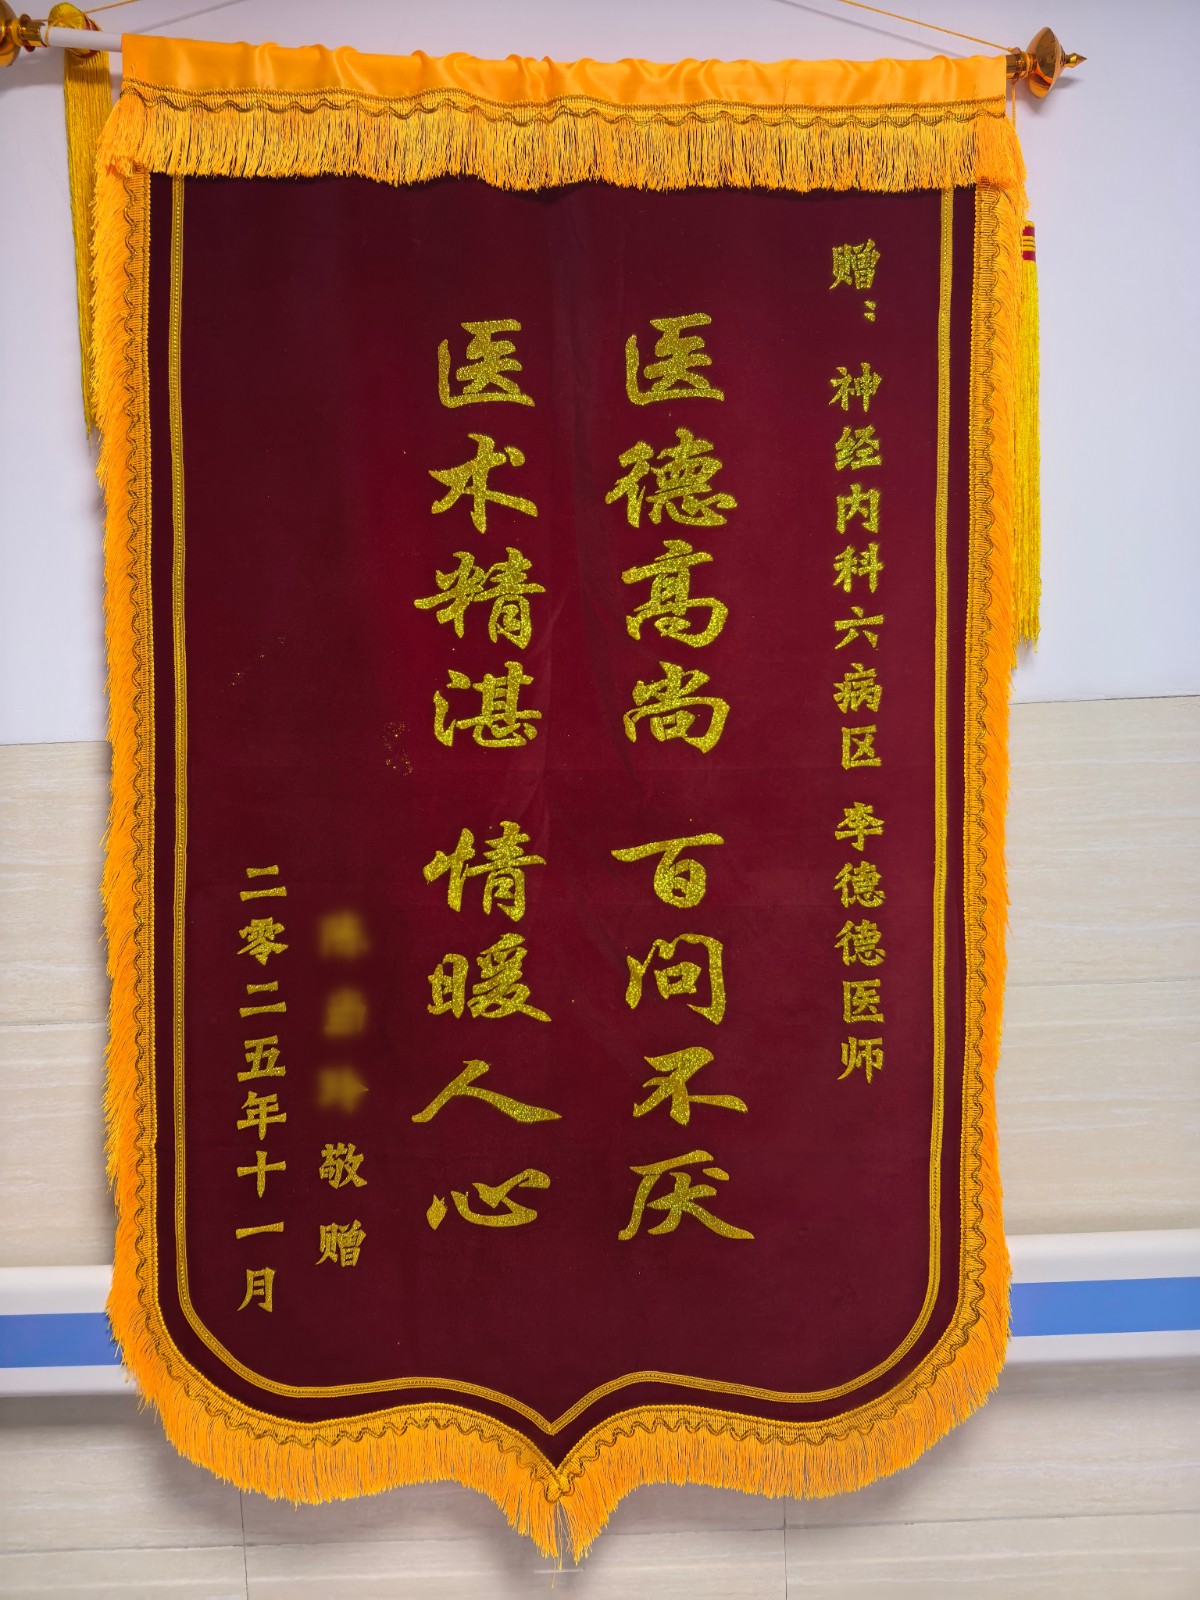 赠：神经内科六病区 李德德医师
医德高尚 百问不厌
医术精湛 情暖人心
敬赠
二零二五年十一月